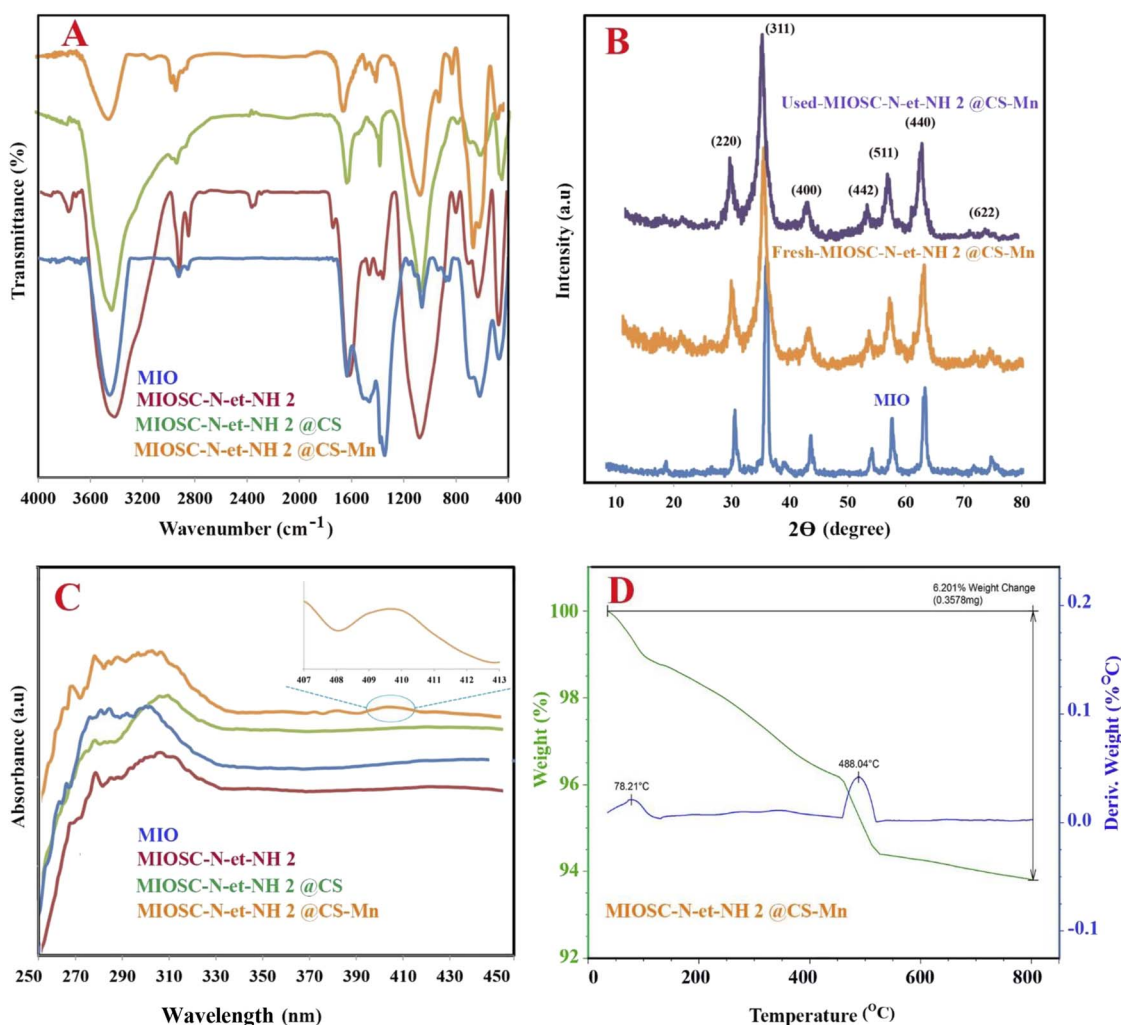 A
Transmittance (%)
MIO
MIOSC-N-et-NH 2
MIOSC-N-et-NH 2 @CS
MIOSC-N-et-NH 2 @CS-Mn
4000 3600 2800 2000 1600 1200 800 400
Wavenumber (cm⁻¹)
B
(311)
Used-MIOSC-N-et-NH 2 @CS-Mn
(440)
(220)
(511)
(400)
(442)
(622)
Fresh-MIOSC-N-et-NH 2 @CS-Mn
MIO
Intensity (a.u)
10 20 30 40 50 60 70 80
2Θ (degree)
C
407 408 409 410 411 412 413
Absorbance (a.u)
MIO
MIOSC-N-et-NH 2
MIOSC-N-et-NH 2 @CS
MIOSC-N-et-NH 2 @CS-Mn
250 270 290 310 330 350 370 390 410 430 450
Wavelength (nm)
D
6.201% Weight Change
(0.3578mg)
100
98
96
94
92
Weight (%)
78.21°C
488.04°C
0.2
0.1
0.0
-0.1
Deriv. Weight (%°C)
MIOSC-N-et-NH 2 @CS-Mn
0 200 400 600 800
Temperature (°C)